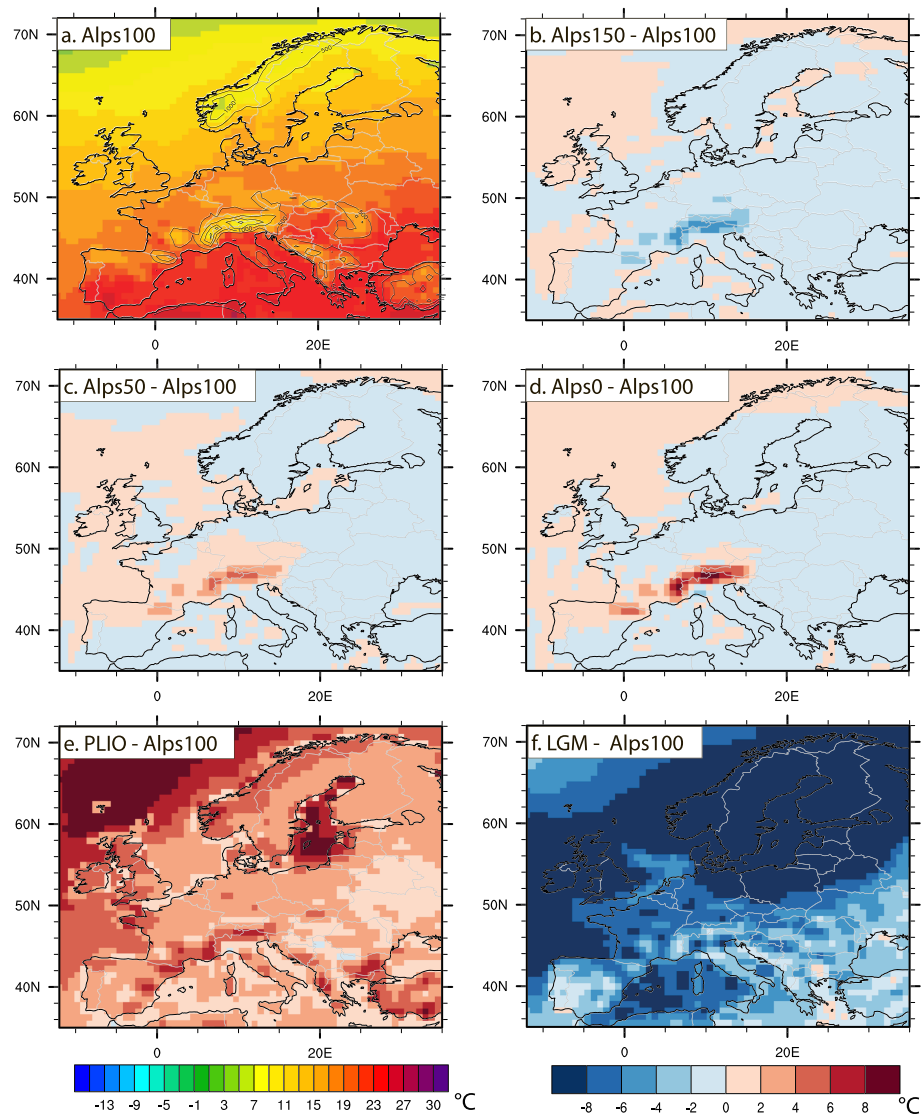 a. Alps100
b. Alps150 - Alps100
70N
60N
50N
40N
0
20E
70N
60N
50N
40N
0
20E
500
1000
c. Alps50 - Alps100
d. Alps0 - Alps100
70N
60N
50N
40N
0
20E
70N
60N
50N
40N
0
20E
e. PLIO - Alps100
f. LGM - Alps100
70N
60N
50N
40N
0
20E
70N
60N
50N
40N
0
20E
-13 -9 -5 -1 3 7 11 15 19 23 27 30 °C
-8 -6 -4 -2 0 2 4 6 8 °C